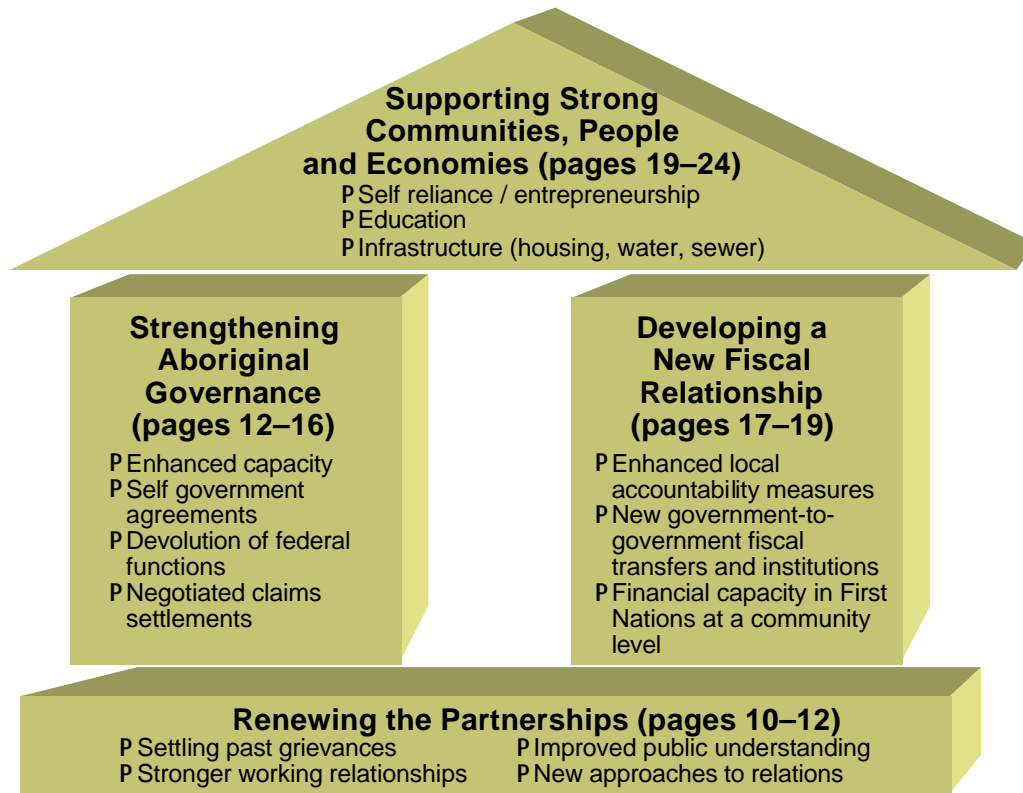 Supporting Strong
Communities, People
and Economies (pages 19–24)
P Self reliance / entrepreneurship
P Education
P Infrastructure (housing, water, sewer)
Strengthening
Aboriginal
Governance
(pages 12–16)
P Enhanced capacity
P Self government
agreements
P Devolution of federal
functions
P Negotiated claims
settlements
Developing a
New Fiscal
Relationship
(pages 17–19)
P Enhanced local
accountability measures
P New government-to-
government fiscal
transfers and institutions
P Financial capacity in First
Nations at a community
level
Renewing the Partnerships (pages 10–12)
P Settling past grievances
P Stronger working relationships
P Improved public understanding
P New approaches to relations